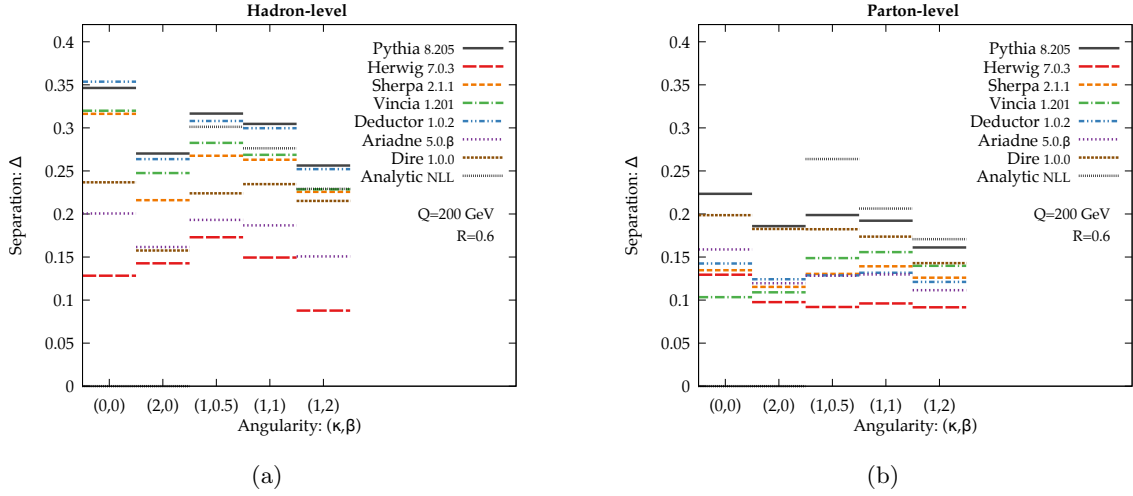 Hadron-level
0.4
0.35
0.3
0.25
0.2
0.15
0.1
0.05
0
Separation: Δ
Pythia 8.205
Herwig 7.0.3
Sherpa 2.1.1
Vincia 1.201
Deductor 1.0.2
Ariadne 5.0.β
Dire 1.0.0
Analytic NLL
Q=200 GeV
R=0.6
(0,0) (2,0) (1,0.5) (1,1) (1,2)
Angularity: (κ,β)
(a)
Parton-level
0.4
0.35
0.3
0.25
0.2
0.15
0.1
0.05
0
Separation: Δ
Pythia 8.205
Herwig 7.0.3
Sherpa 2.1.1
Vincia 1.201
Deductor 1.0.2
Ariadne 5.0.β
Dire 1.0.0
Analytic NLL
Q=200 GeV
R=0.6
(0,0) (2,0) (1,0.5) (1,1) (1,2)
Angularity: (κ,β)
(b)